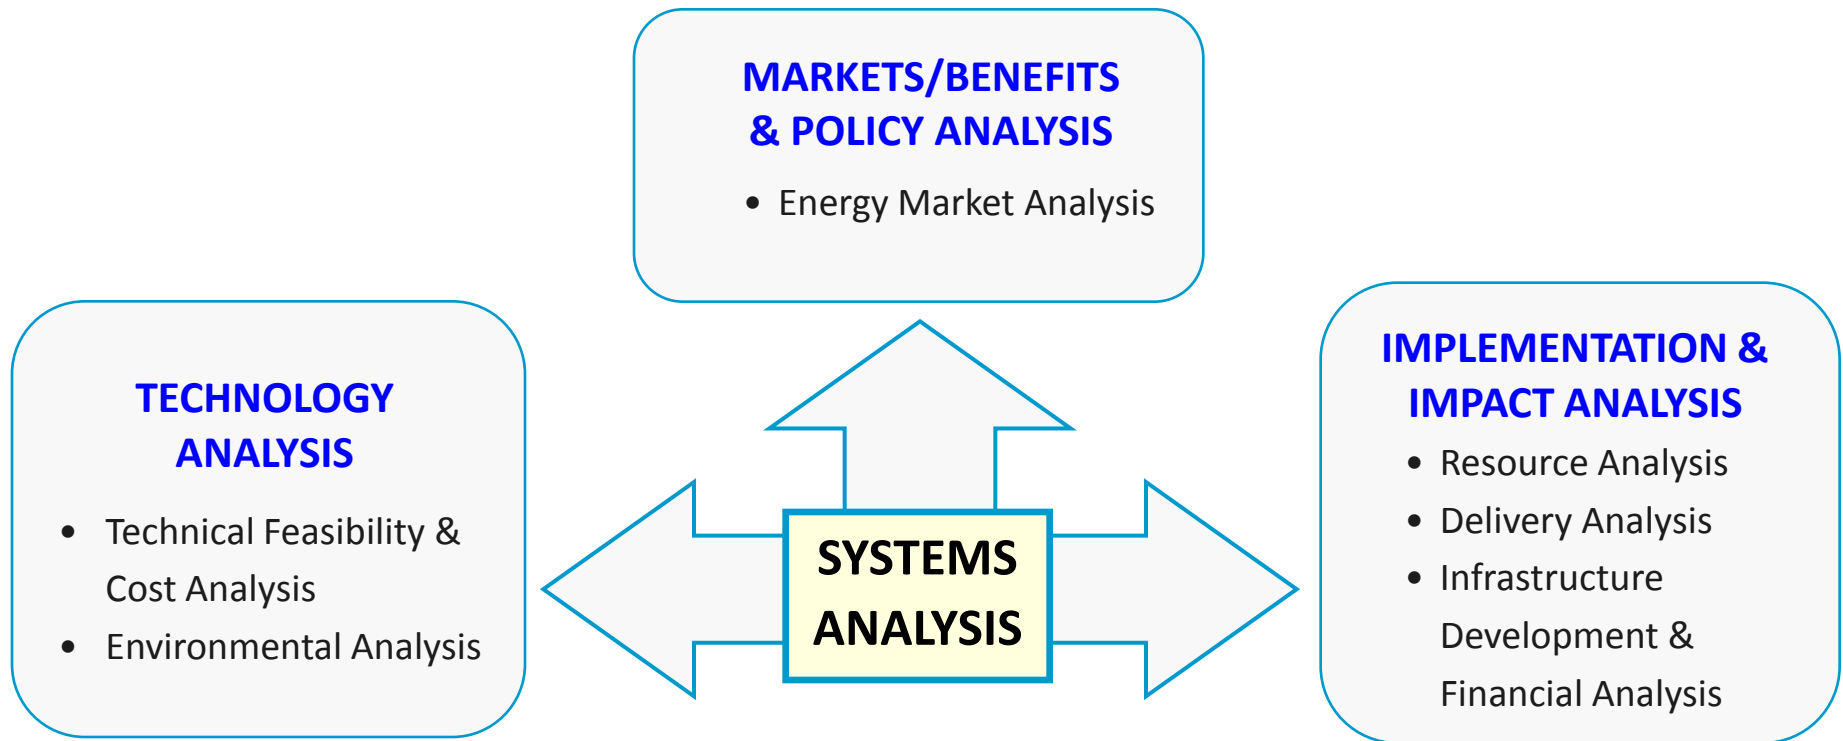 MARKETS/BENEFITS
& POLICY ANALYSIS
• Energy Market Analysis
TECHNOLOGY
ANALYSIS
• Technical Feasibility &
Cost Analysis
• Environmental Analysis
SYSTEMS
ANALYSIS
IMPLEMENTATION &
IMPACT ANALYSIS
• Resource Analysis
• Delivery Analysis
• Infrastructure
Development &
Financial Analysis